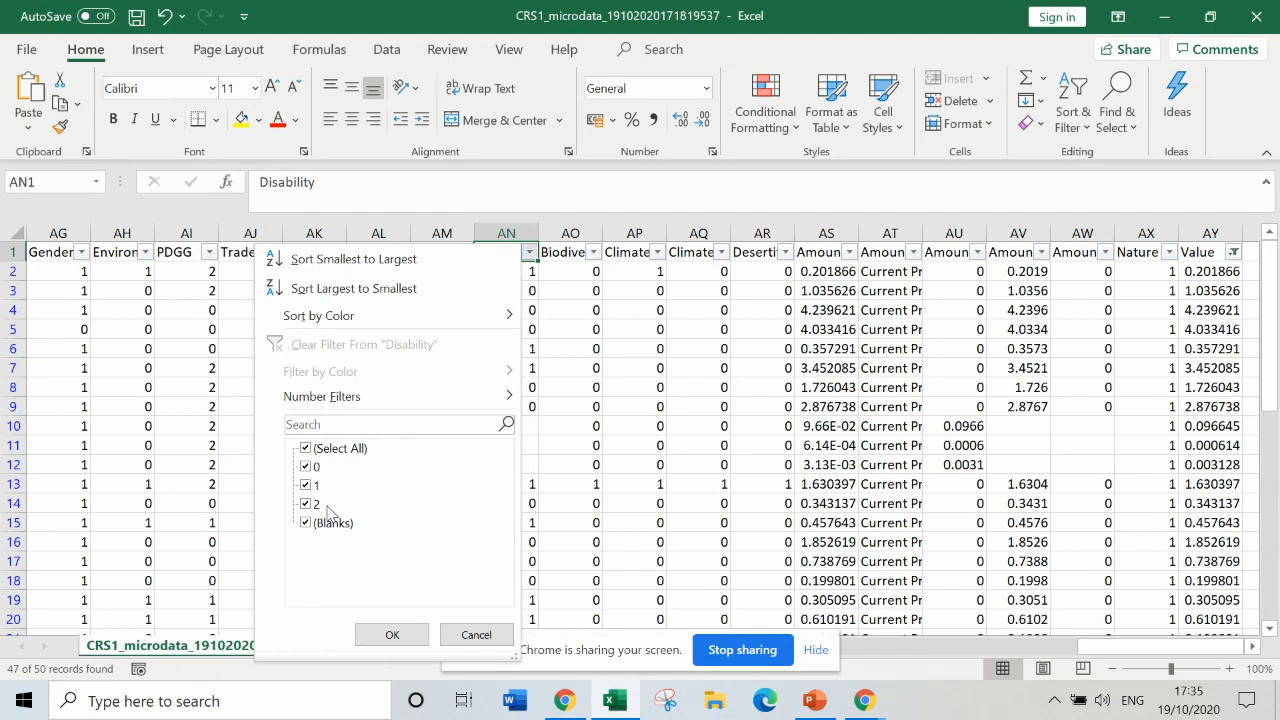 AutoSave Off CRS1_microdata_19102020171819537 - Excel Sign in
File Home Insert Page Layout Formulas Data Review View Help Search Share Comments
Calibri 11 Wrap Text General Insert
Paste Merge & Center Conditional Formatting Format as Table Cell Styles Delete Sort & Filter Find & Select Ideas
B I U A % Format
Clipboard Font Alignment Number Styles Cells Editing Ideas
AN1 fx Disability
AG AH AI AJ AK AL AM AN AO AP AQ AR AS AT AU AV AW AX AY
1 Gender Environ PDGG Trade Biodive Climate Climate Deserti Amoun Amoun Amoun Amoun Amoun Nature Value
2 1 1 2 1 0 1 0 0 0.201866 Current Pr 0 0.2019 0 1 0.201866
3 1 0 2 0 0 0 0 1.035626 Current Pr 0 1.0356 0 1 1.035626
4 1 0 2 0 0 0 0 4.239621 Current Pr 0 4.2396 0 1 4.239621
5 0 0 2 0 0 0 0 4.033416 Current Pr 0 4.0334 0 1 4.033416
6 1 0 2 1 0 0 0 0 0.357291 Current Pr 0 0.3573 0 1 0.357291
7 1 0 2 0 0 0 0 0 3.452085 Current Pr 0 3.4521 0 1 3.452085
8 1 0 2 0 0 0 0 0 1.726043 Current Pr 0 1.726 0 1 1.726043
9 1 0 2 0 0 0 0 0 2.876738 Current Pr 0 2.8767 0 1 2.876738
10 1 0 2 9.66E-02 Current Pr 0.0966 1 0.096645
11 1 0 2 6.14E-04 Current Pr 0.0006 1 0.000614
12 1 0 2 3.13E-03 Current Pr 0.0031 1 0.003128
13 1 1 2 1 1 1 1 1 1.630397 Current Pr 0 1.6304 0 1 1.630397
14 1 0 0 0 0 0 0 0 0.343137 Current Pr 0 0.3431 0 1 0.343137
15 1 1 1 1 0 0 0 0 0.457643 Current Pr 0 0.4576 0 1 0.457643
16 0 0 0 0 0 0 0 0 1.852619 Current Pr 0 1.8526 0 1 1.852619
17 1 0 0 0 0 0 0 0 0.738769 Current Pr 0 0.7388 0 1 0.738769
18 1 0 1 0 0 0 0 0 0.199801 Current Pr 0 0.1998 0 1 0.199801
19 1 1 1 1 0 0 0 0 0.305095 Current Pr 0 0.3051 0 1 0.305095
20 1 1 1 1 0 0 0 0 0.610191 Current Pr 0 0.6102 0 1 0.610191
Sort Smallest to Largest
Sort Largest to Smallest
Sort by Color
Clear Filter From "Disability"
Filter by Color
Number Filters
Search
(Select All)
0
1
2
(Blanks)
OK Cancel
CRS1_microdata_19102020
Chrome is sharing your screen. Stop sharing Hide
47 of 50 records found 100%
Type here to search ENG 17:35
19/10/2020